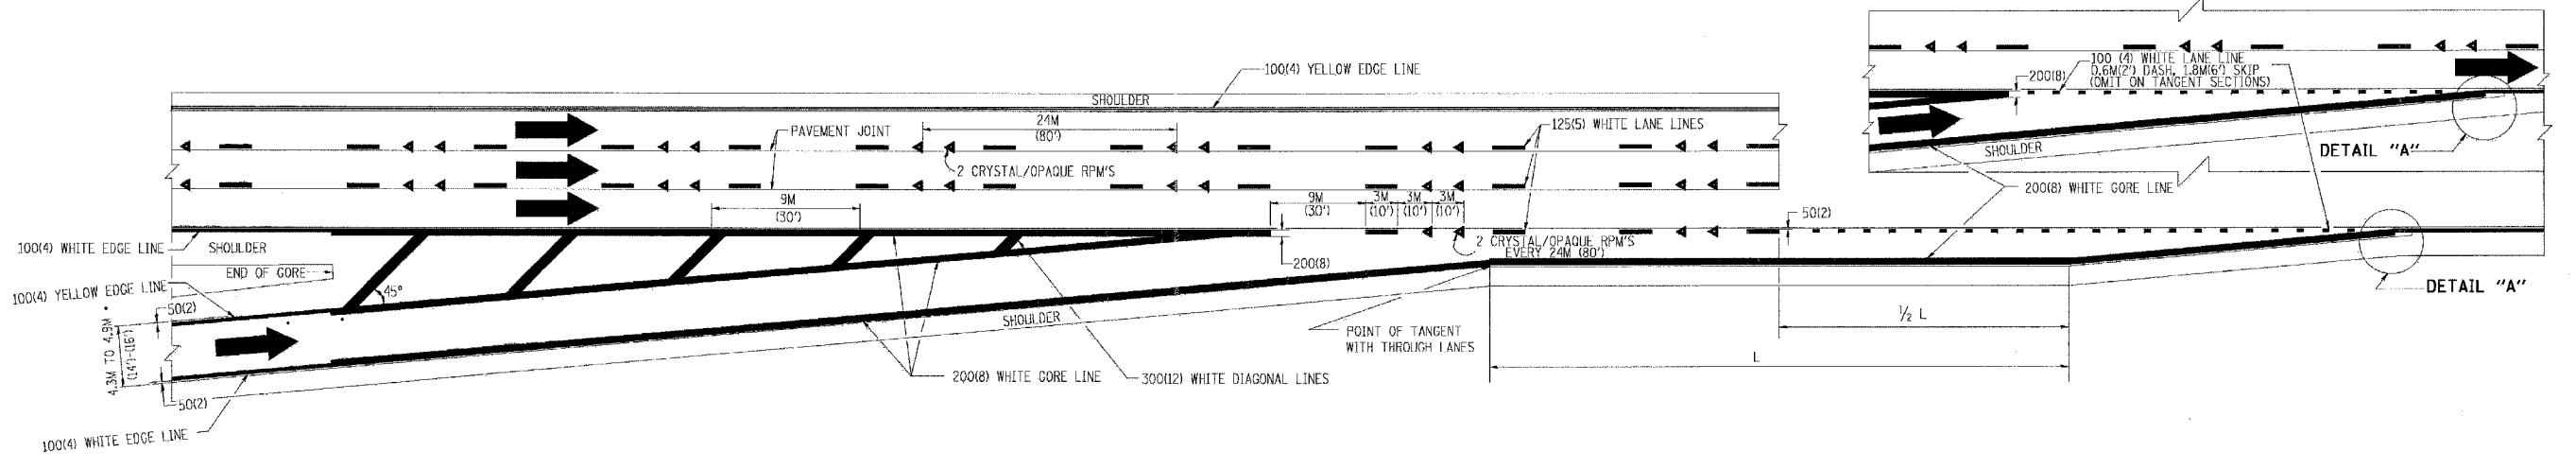 100(4) YELLOW EDGE LINE
SHOULDER
24M
(80')
PAVEMENT JOINT
125(5) WHITE LANE LINES
2 CRYSTAL/OPAQUE RPM'S
9M
(30')
9M
(30')
3M
(10')
3M
(10')
3M
(10')
100(4) WHITE EDGE LINE
SHOULDER
END OF GORE
100(4) YELLOW EDGE LINE
50(2)
45°
200(8)
2 CRYSTAL/OPAQUE RPM'S
EVERY 24M (80')
50(2)
4.3M TO 4.9M *
(14')-(16')
50(2)
100(4) WHITE EDGE LINE
SHOULDER
200(8) WHITE GORE LINE
300(12) WHITE DIAGONAL LINES
POINT OF TANGENT
WITH THROUGH LANES
½ L
L
200(8)
100 (4) WHITE LANE LINE
0.6M(2') DASH, 1.8M(6') SKIP
(OMIT ON TANGENT SECTIONS)
SHOULDER
DETAIL "A"
200(8) WHITE GORE LINE
DETAIL "A"